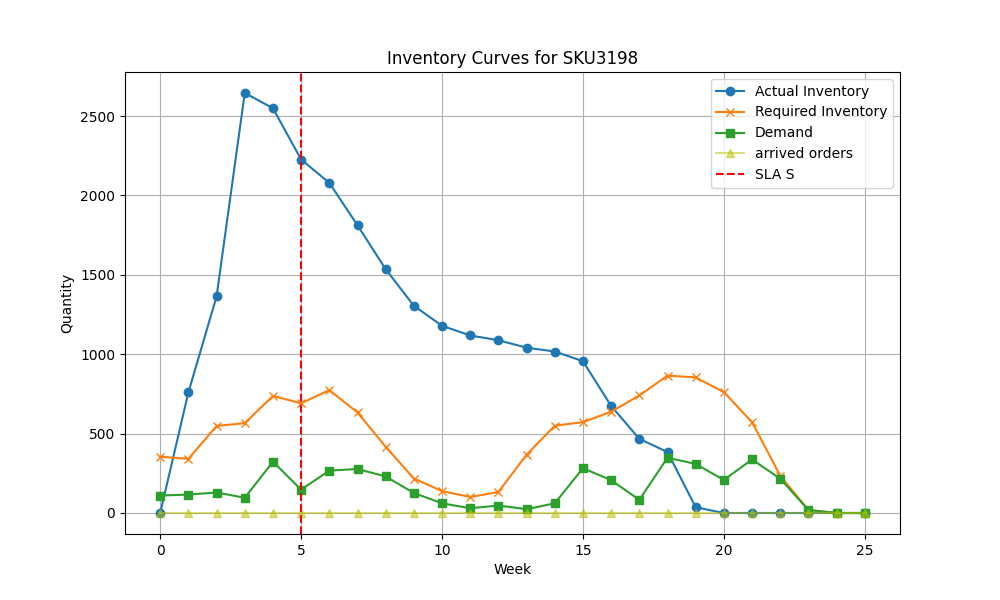 Inventory Curves for SKU3198
Actual Inventory
Required Inventory
Demand
arrived orders
SLA S
Quantity
2500
2000
1500
1000
500
0
0 5 10 15 20 25
Week